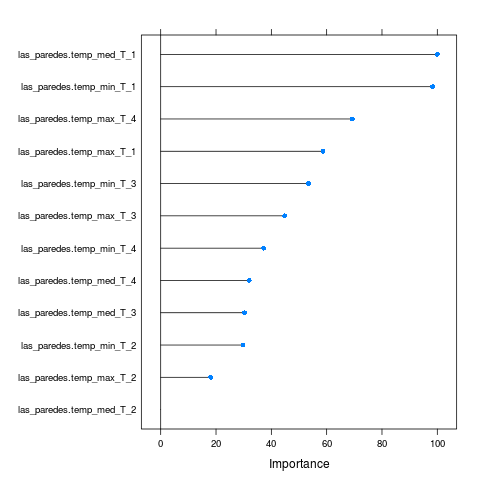 las_paredes.temp_med_T_1
las_paredes.temp_min_T_1
las_paredes.temp_max_T_4
las_paredes.temp_max_T_1
las_paredes.temp_min_T_3
las_paredes.temp_max_T_3
las_paredes.temp_min_T_4
las_paredes.temp_med_T_4
las_paredes.temp_med_T_3
las_paredes.temp_min_T_2
las_paredes.temp_max_T_2
las_paredes.temp_med_T_2
0 20 40 60 80 100
Importance